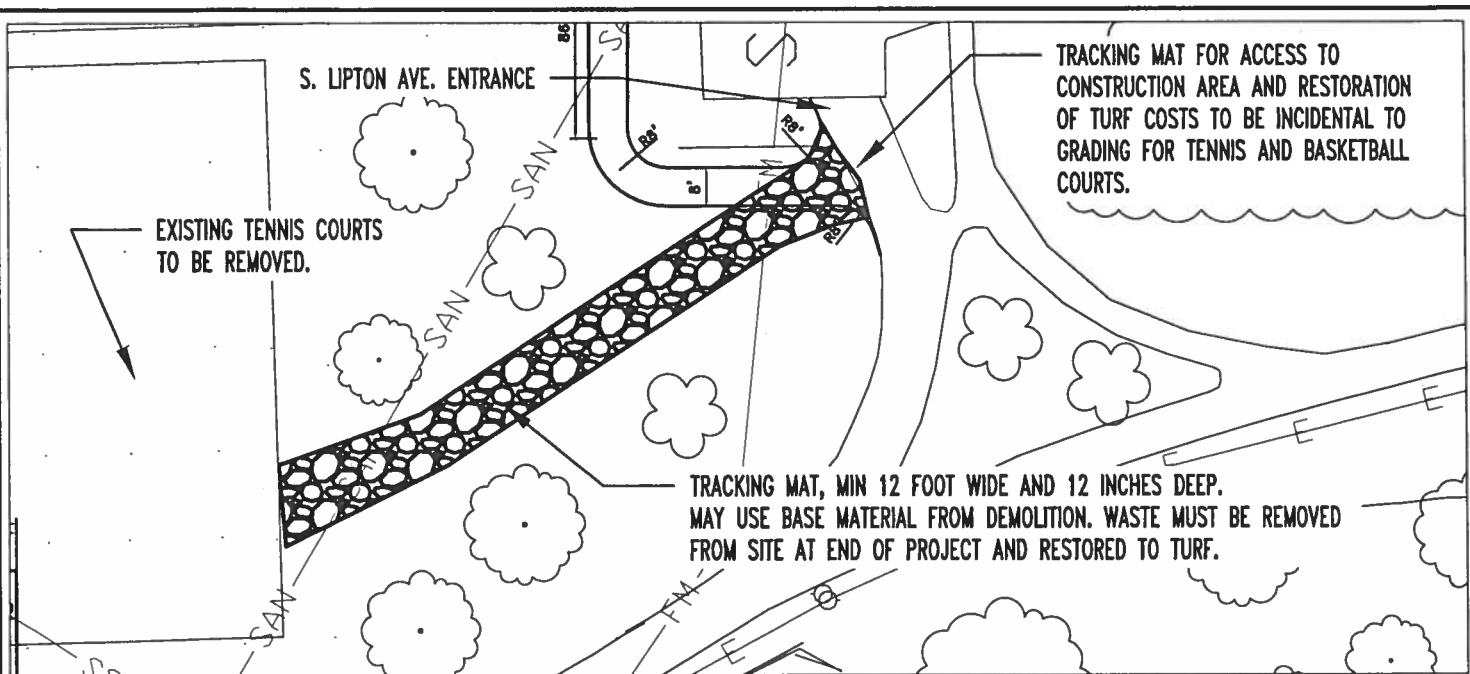 86
S. LIPTON AVE. ENTRANCE
TRACKING MAT FOR ACCESS TO
CONSTRUCTION AREA AND RESTORATION
OF TURF COSTS TO BE INCIDENTAL TO
GRADING FOR TENNIS AND BASKETBALL
COURTS.
R8'
R8'
SAN
8'
M
EXISTING TENNIS COURTS
TO BE REMOVED.
R8'
SAN
E
E
TRACKING MAT, MIN 12 FOOT WIDE AND 12 INCHES DEEP.
MAY USE BASE MATERIAL FROM DEMOLITION. WASTE MUST BE REMOVED
FROM SITE AT END OF PROJECT AND RESTORED TO TURF.
SAN
FM
E